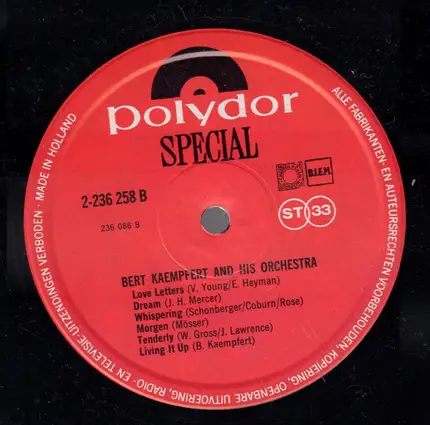 polydor
SPECIAL
2-236 258 B
236 086 B
B.I.E.M.
ST 33
BERT KAEMPFERT AND HIS ORCHESTRA
Love Letters (V. Young/E. Heyman)
Dream (J. H. Mercer)
Whispering (Schonberger/Coburn/Rose)
Morgen (Mösser)
Tenderly (W. Gross/J. Lawrence)
Living It Up (B. Kaempfert)
ALLE FABRIKANTEN- EN AUTEURSRECHTEN VOORBEHOUDEN, KOPIERING, OPENBARE UITVOERING, RADIO- EN TELEVISIE-UITZENDINGEN VERBODEN · MADE IN HOLLAND